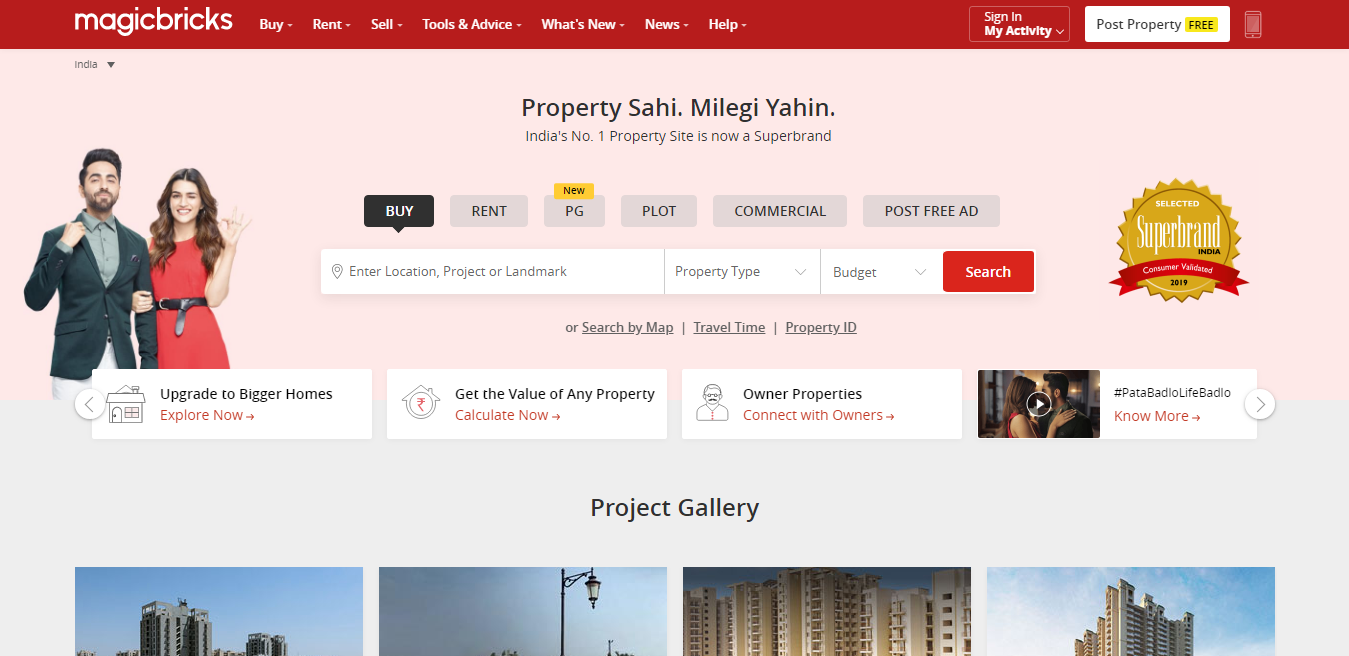 magicbricks
Buy Rent Sell Tools & Advice What's New News Help
Sign In
My Activity
Post Property FREE
India
Property Sahi. Milegi Yahin.
India's No. 1 Property Site is now a Superbrand
New
BUY RENT PG PLOT COMMERCIAL POST FREE AD
Enter Location, Project or Landmark Property Type Budget Search
or Search by Map | Travel Time | Property ID
SELECTED
Superbrand
INDIA
Consumer Validated
2019
Upgrade to Bigger Homes
Explore Now→
Get the Value of Any Property
Calculate Now→
₹
Owner Properties
Connect with Owners→
#PataBadloLifeBadlo
Know More→
Project Gallery